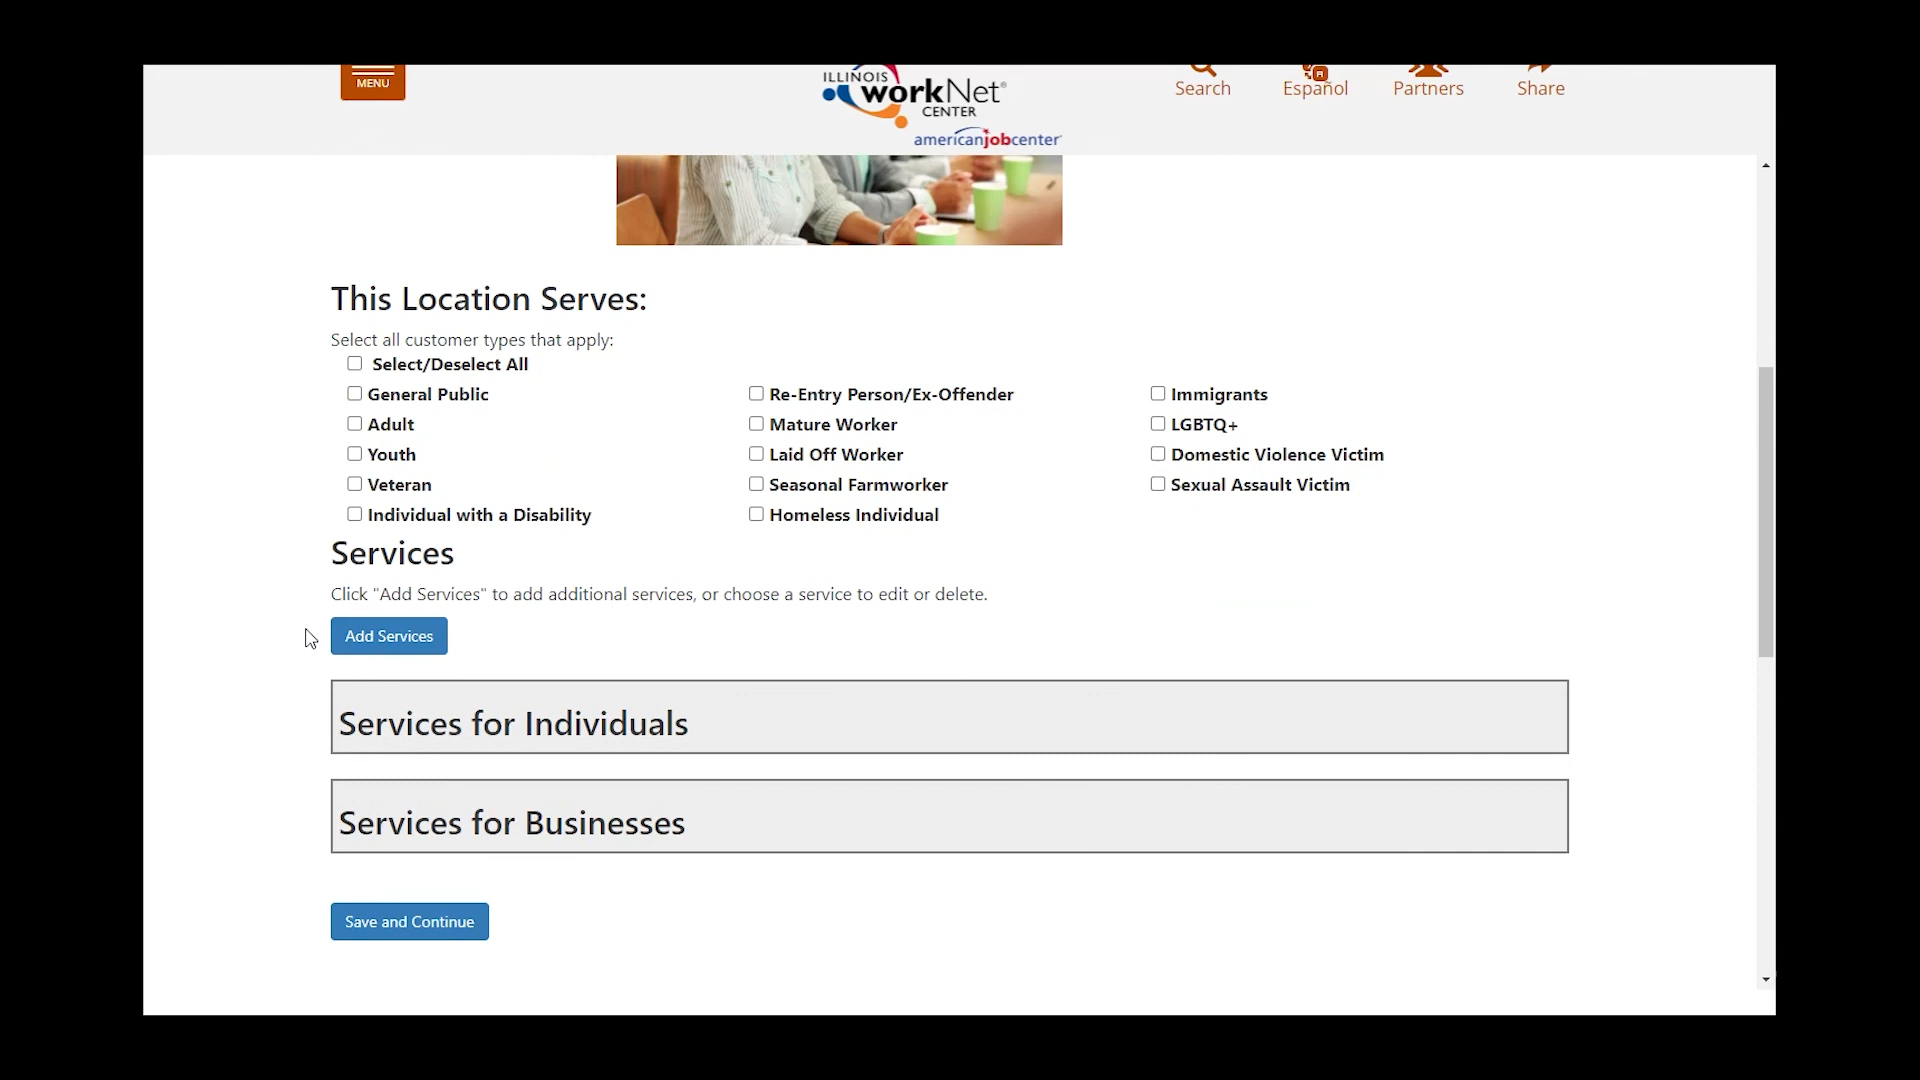 MENU
ILLINOIS
workNet®
CENTER
americanjobcenter
Search
Español
Partners
Share
This Location Serves:
Select all customer types that apply:
Select/Deselect All
General Public
Re-Entry Person/Ex-Offender
Immigrants
Adult
Mature Worker
LGBTQ+
Youth
Laid Off Worker
Domestic Violence Victim
Veteran
Seasonal Farmworker
Sexual Assault Victim
Individual with a Disability
Homeless Individual
Services
Click "Add Services" to add additional services, or choose a service to edit or delete.
Add Services
Services for Individuals
Services for Businesses
Save and Continue